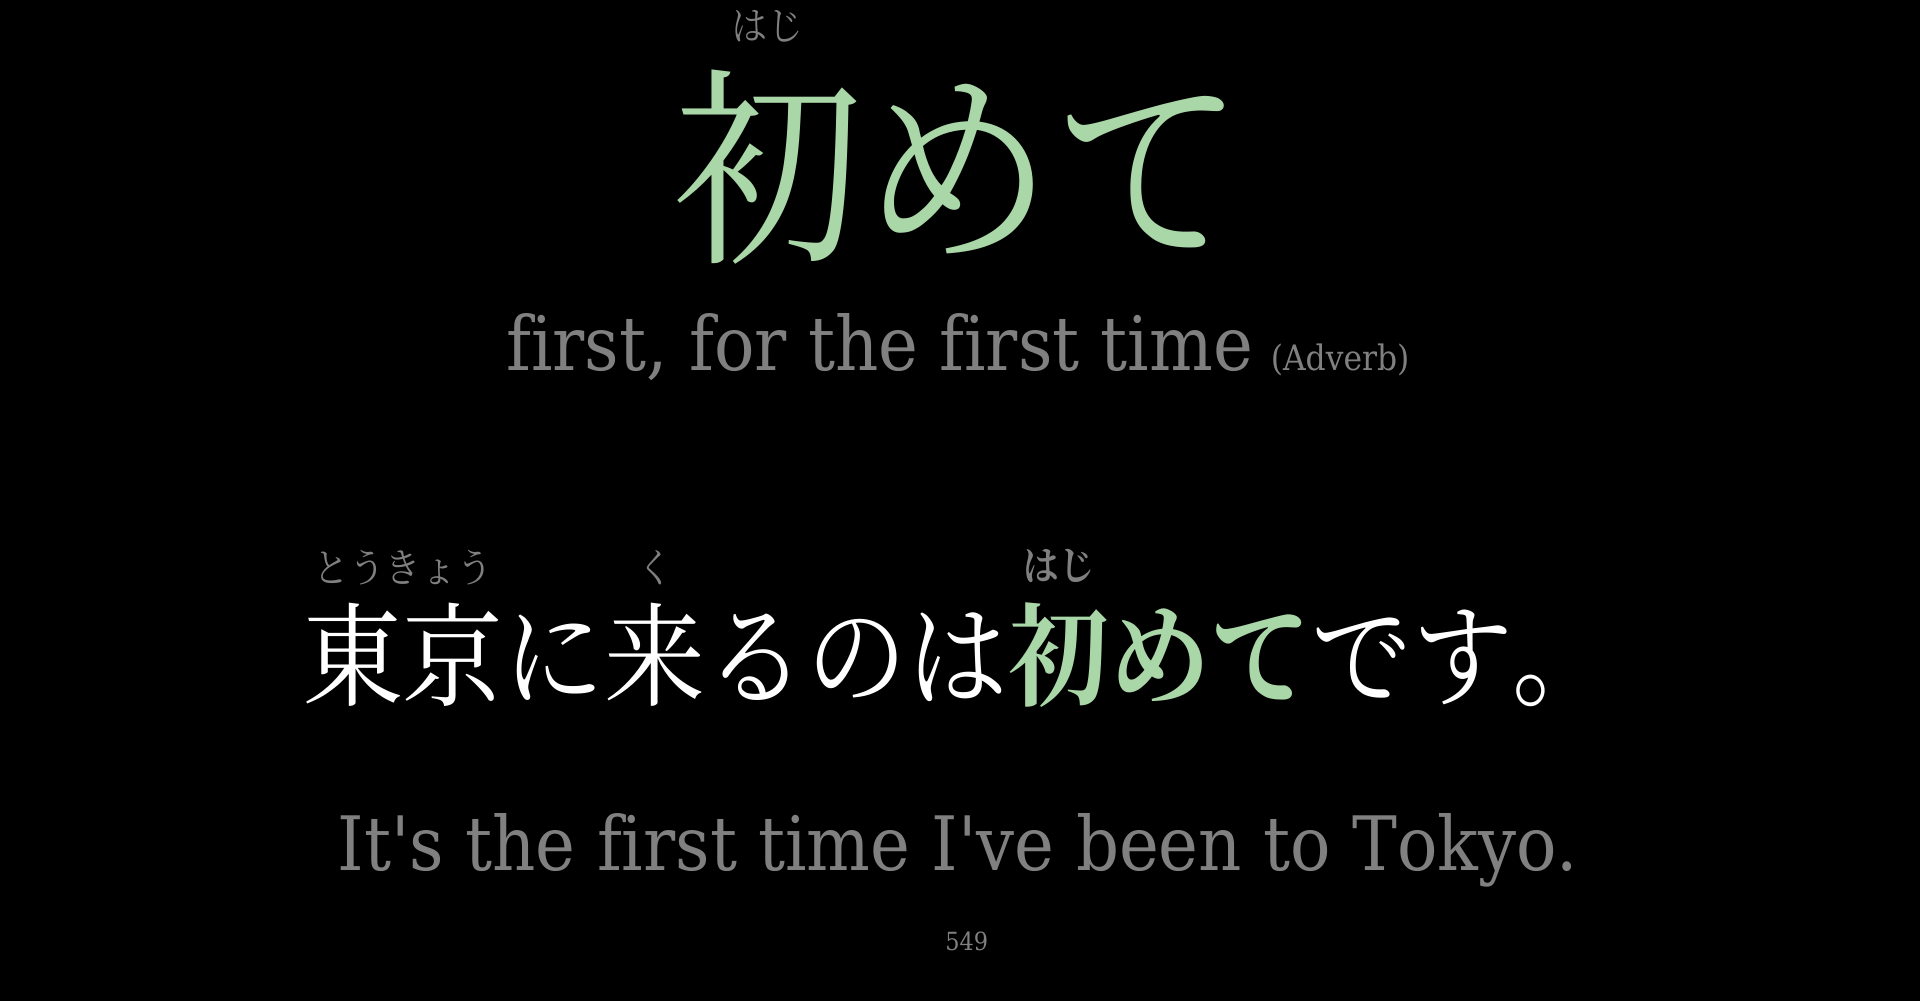 はじ
初めて
first, for the first time (Adverb)
とうきょう く はじ
東京に来るのは初めてです。
It's the first time I've been to Tokyo.
549